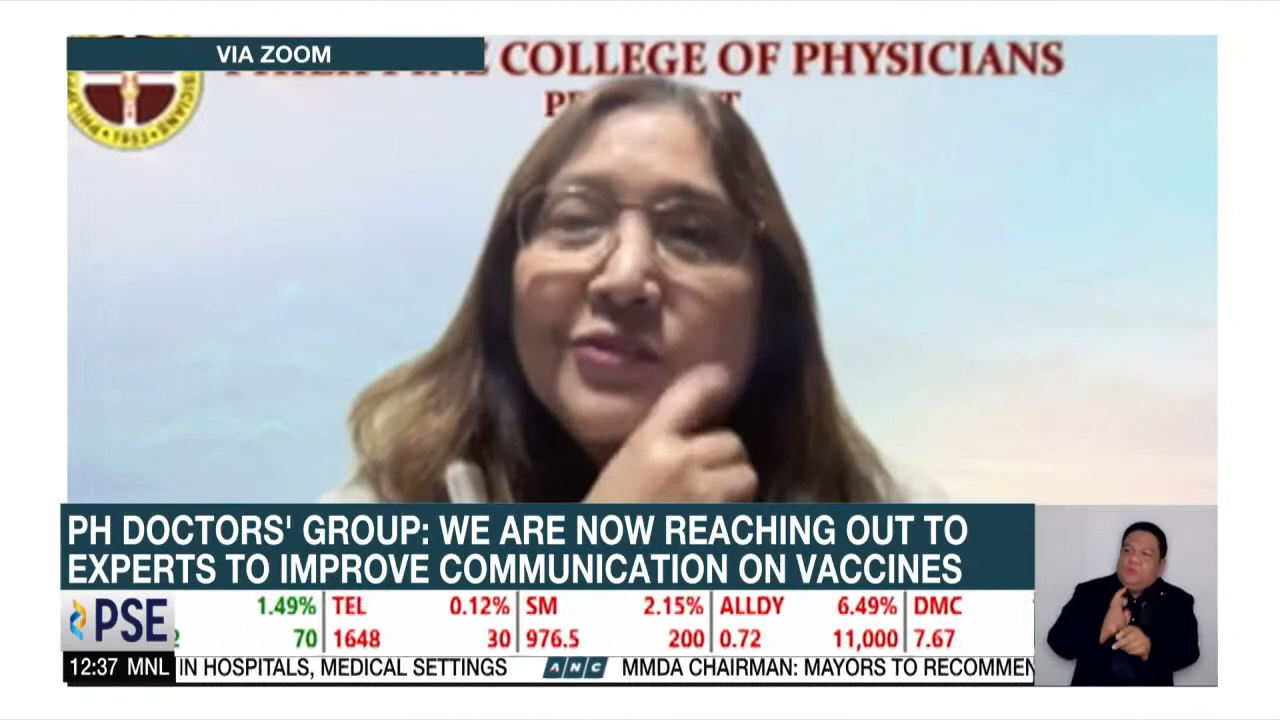 VIA ZOOM
COLLEGE OF PHYSICIANS
1953
PH DOCTORS' GROUP: WE ARE NOW REACHING OUT TO
EXPERTS TO IMPROVE COMMUNICATION ON VACCINES
PSE
1.49% TEL 0.12% SM 2.15% ALLDY 6.49% DMC
2 70 1648 30 976.5 200 0.72 11,000 7.67
12:37 MNL IN HOSPITALS, MEDICAL SETTINGS ANC MMDA CHAIRMAN: MAYORS TO RECOMMEN